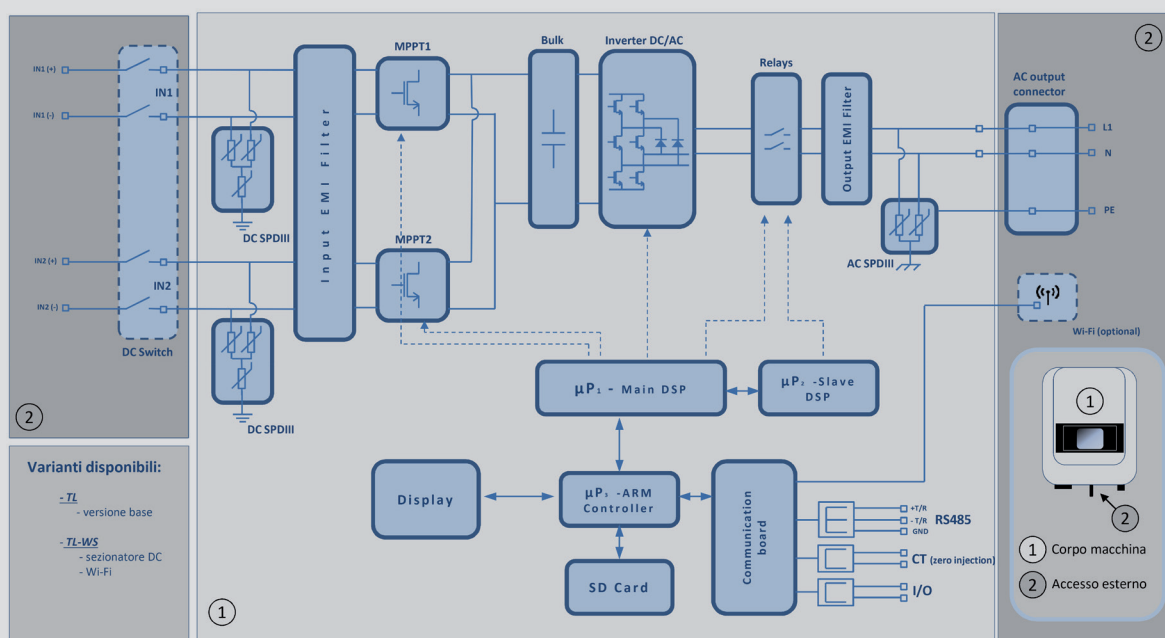 2
2
MPPT1
Bulk
Inverter DC/AC
Relays
AC output
connector
IN1 (+)
IN1
IN1 (-)
Input EMI Filter
Output EMI Filter
L1
N
PE
DC SPDIII
MPPT2
AC SPDIII
IN2 (+)
IN2
IN2 (-)
DC Switch
Wi-Fi (optional)
DC SPDIII
µP1 - Main DSP
µP2 -Slave
DSP
2
1
Varianti disponibili:
- TL
- versione base
- TL-WS
- sezionatore DC
- Wi-Fi
Display
µP3 -ARM
Controller
SD Card
Communication
board
+T/R
- T/R
GND
RS485
CT (zero injection)
I/O
2
1 Corpo macchina
2 Accesso esterno
1